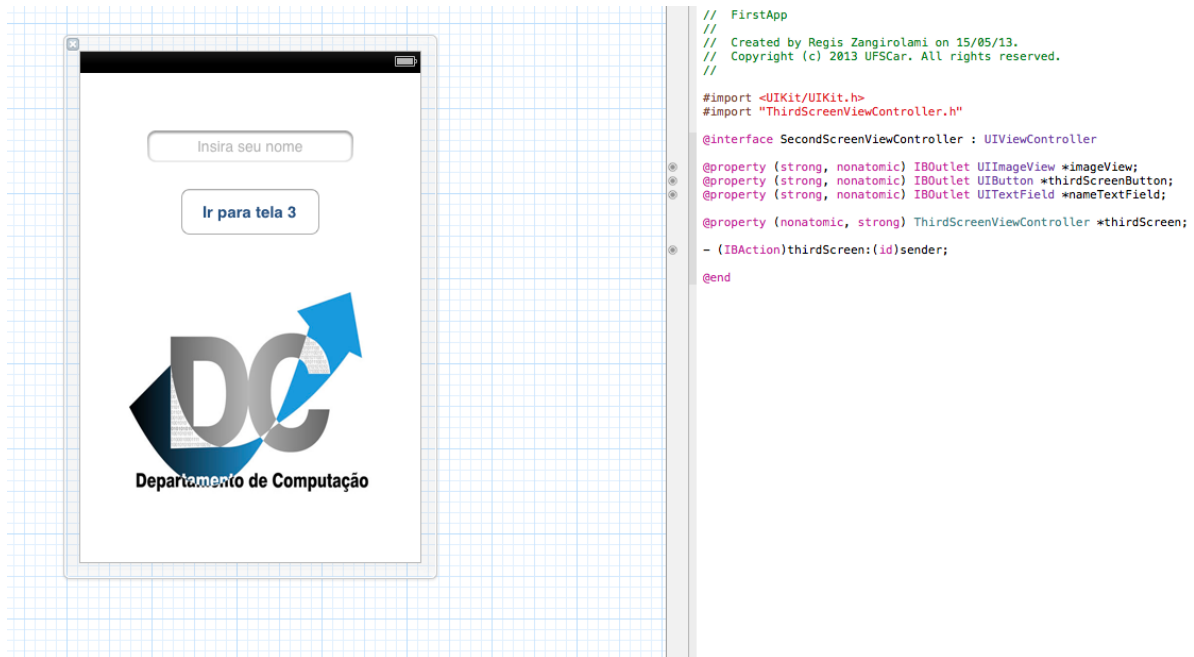 Insira seu nome
Ir para tela 3
DC
Departamento de Computação
//  FirstApp
//
//  Created by Regis Zangirolami on 15/05/13.
//  Copyright (c) 2013 UFSCar. All rights reserved.
//
#import <UIKit/UIKit.h>
#import "ThirdScreenViewController.h"
@interface SecondScreenViewController : UIViewController
@property (strong, nonatomic) IBOutlet UIImageView *imageView;
@property (strong, nonatomic) IBOutlet UIButton *thirdScreenButton;
@property (strong, nonatomic) IBOutlet UITextField *nameTextField;
@property (nonatomic, strong) ThirdScreenViewController *thirdScreen;
- (IBAction)thirdScreen:(id)sender;
@end